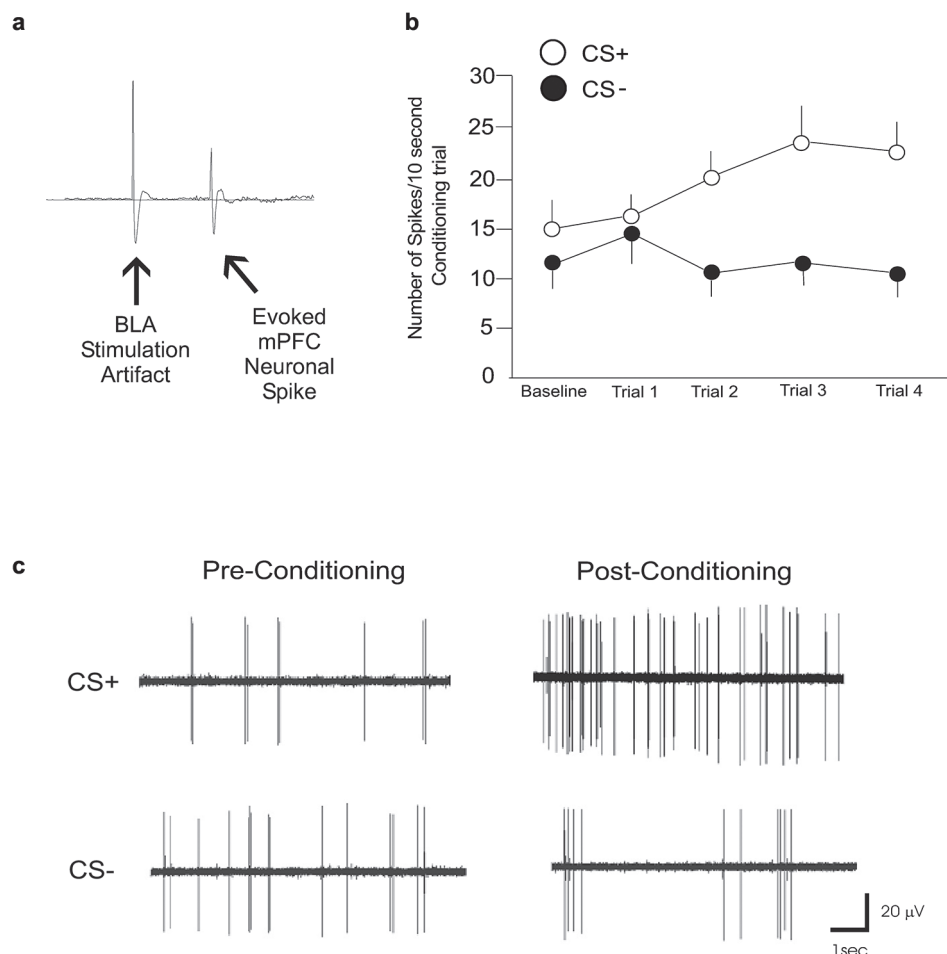 a
BLA
Stimulation
Artifact
Evoked
mPFC
Neuronal
Spike
b
CS+
CS-
Number of Spikes/10 second
Conditioning trial
30
25
20
15
10
5
0
Baseline
Trial 1
Trial 2
Trial 3
Trial 4
c
Pre-Conditioning
Post-Conditioning
CS+
CS-
20 µV
1sec